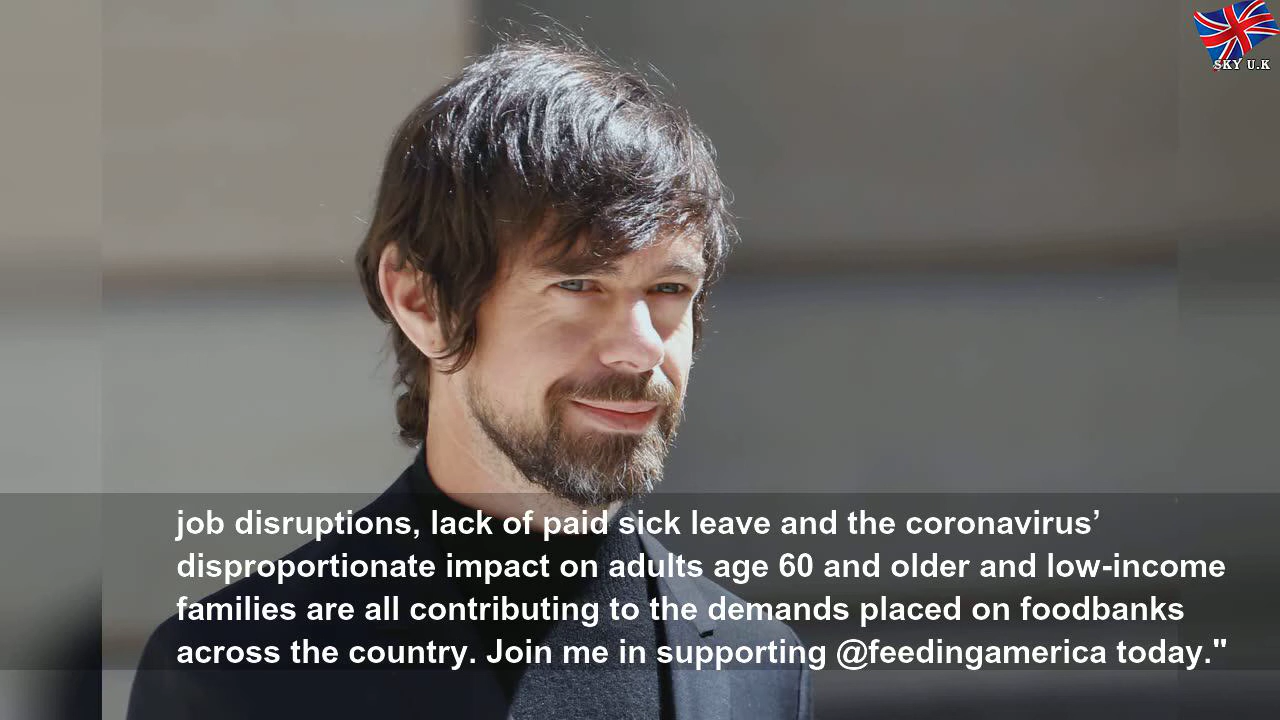 SKY U.K
job disruptions, lack of paid sick leave and the coronavirus’
disproportionate impact on adults age 60 and older and low-income
families are all contributing to the demands placed on foodbanks
across the country. Join me in supporting @feedingamerica today."